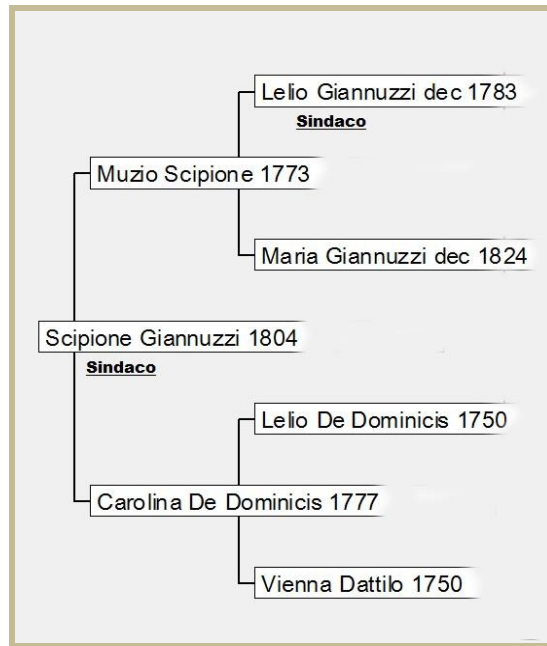 Lelio Giannuzzi dec 1783
Sindaco
Muzio Scipione 1773
Maria Giannuzzi dec 1824
Scipione Giannuzzi 1804
Sindaco
Lelio De Dominicis 1750
Carolina De Dominicis 1777
Vienna Dattilo 1750